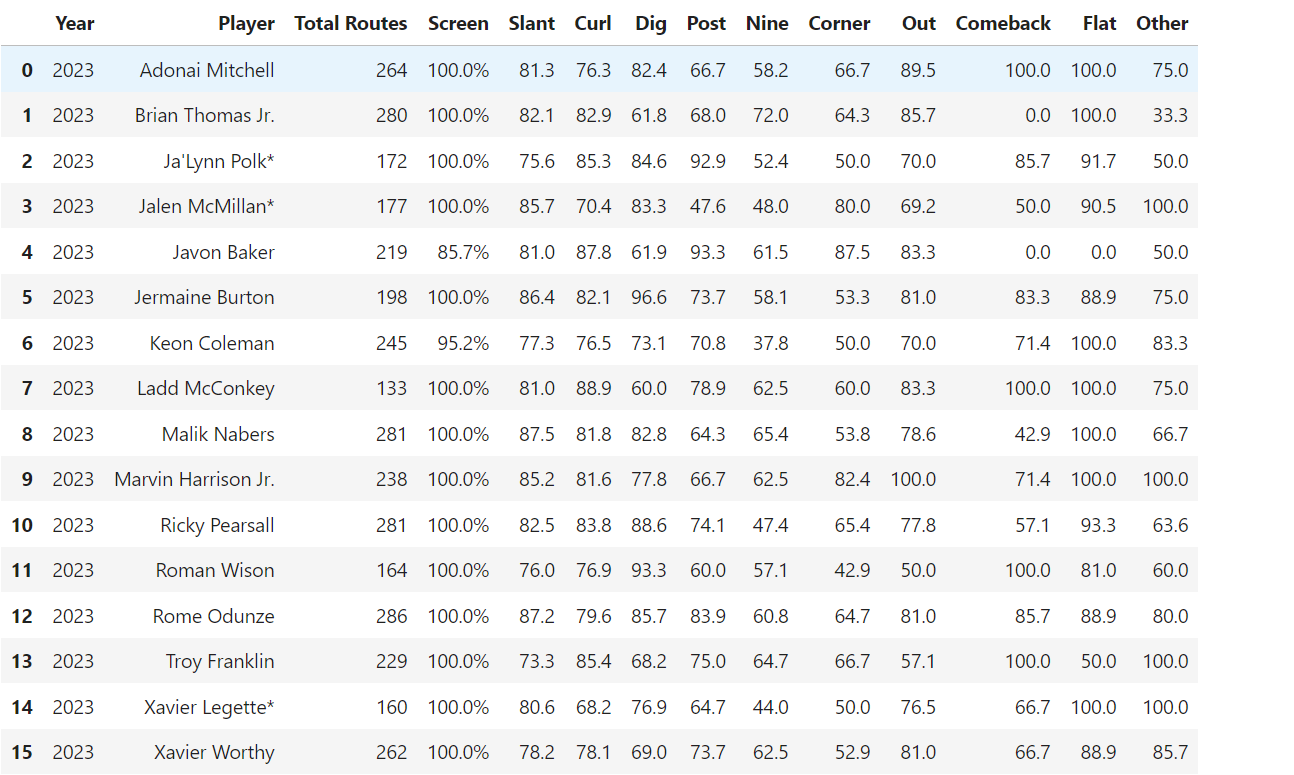 Year Player Total Routes Screen Slant Curl Dig Post Nine Corner Out Comeback Flat Other
0 2023 Adonai Mitchell 264 100.0% 81.3 76.3 82.4 66.7 58.2 66.7 89.5 100.0 100.0 75.0
1 2023 Brian Thomas Jr. 280 100.0% 82.1 82.9 61.8 68.0 72.0 64.3 85.7 0.0 100.0 33.3
2 2023 Ja'Lynn Polk* 172 100.0% 75.6 85.3 84.6 92.9 52.4 50.0 70.0 85.7 91.7 50.0
3 2023 Jalen McMillan* 177 100.0% 85.7 70.4 83.3 47.6 48.0 80.0 69.2 50.0 90.5 100.0
4 2023 Javon Baker 219 85.7% 81.0 87.8 61.9 93.3 61.5 87.5 83.3 0.0 0.0 50.0
5 2023 Jermaine Burton 198 100.0% 86.4 82.1 96.6 73.7 58.1 53.3 81.0 83.3 88.9 75.0
6 2023 Keon Coleman 245 95.2% 77.3 76.5 73.1 70.8 37.8 50.0 70.0 71.4 100.0 83.3
7 2023 Ladd McConkey 133 100.0% 81.0 88.9 60.0 78.9 62.5 60.0 83.3 100.0 100.0 75.0
8 2023 Malik Nabers 281 100.0% 87.5 81.8 82.8 64.3 65.4 53.8 78.6 42.9 100.0 66.7
9 2023 Marvin Harrison Jr. 238 100.0% 85.2 81.6 77.8 66.7 62.5 82.4 100.0 71.4 100.0 100.0
10 2023 Ricky Pearsall 281 100.0% 82.5 83.8 88.6 74.1 47.4 65.4 77.8 57.1 93.3 63.6
11 2023 Roman Wison 164 100.0% 76.0 76.9 93.3 60.0 57.1 42.9 50.0 100.0 81.0 60.0
12 2023 Rome Odunze 286 100.0% 87.2 79.6 85.7 83.9 60.8 64.7 81.0 85.7 88.9 80.0
13 2023 Troy Franklin 229 100.0% 73.3 85.4 68.2 75.0 64.7 66.7 57.1 100.0 50.0 100.0
14 2023 Xavier Legette* 160 100.0% 80.6 68.2 76.9 64.7 44.0 50.0 76.5 66.7 100.0 100.0
15 2023 Xavier Worthy 262 100.0% 78.2 78.1 69.0 73.7 62.5 52.9 81.0 66.7 88.9 85.7